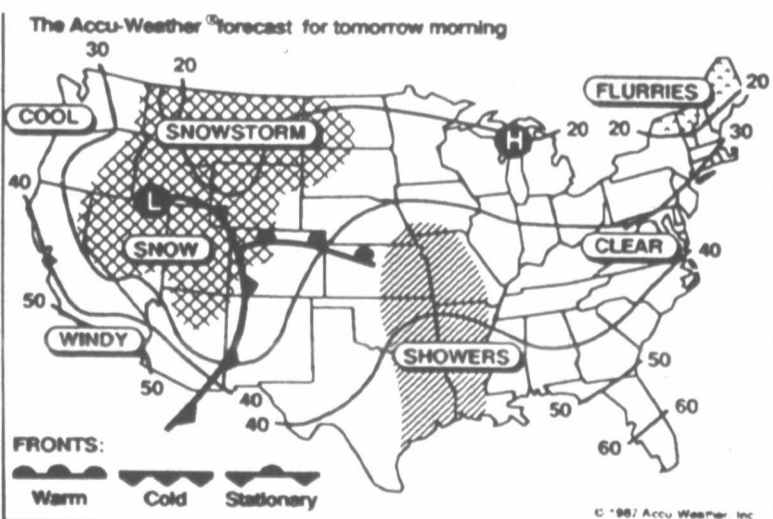 The Accu-Weather ® forecast for tomorrow morning
30
20
COOL
SNOWSTORM
FLURRIES
20
H
20
20
30
40
L
SNOW
CLEAR
40
50
WINDY
SHOWERS
50
50
40
40
50
60
60
FRONTS:
Warm
Cold
Stationary
Accu Weather, Inc